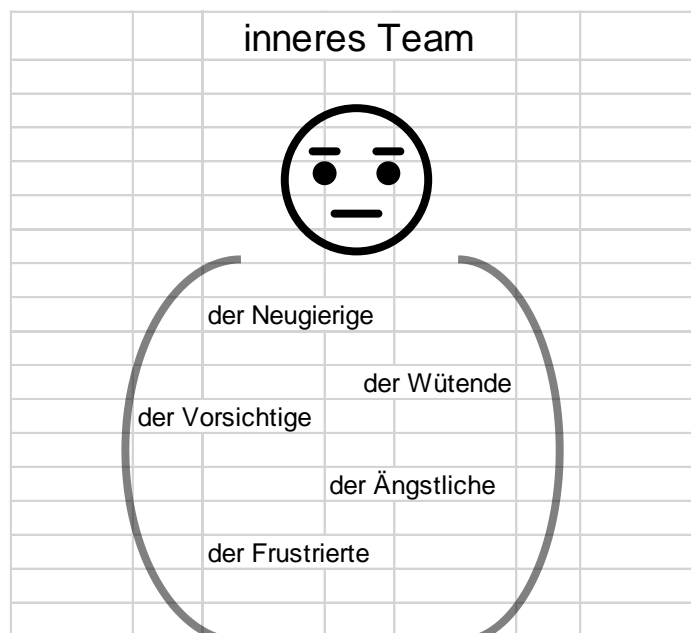 inneres Team
der Neugierige
der Wütende
der Vorsichtige
der Ängstliche
der Frustrierte